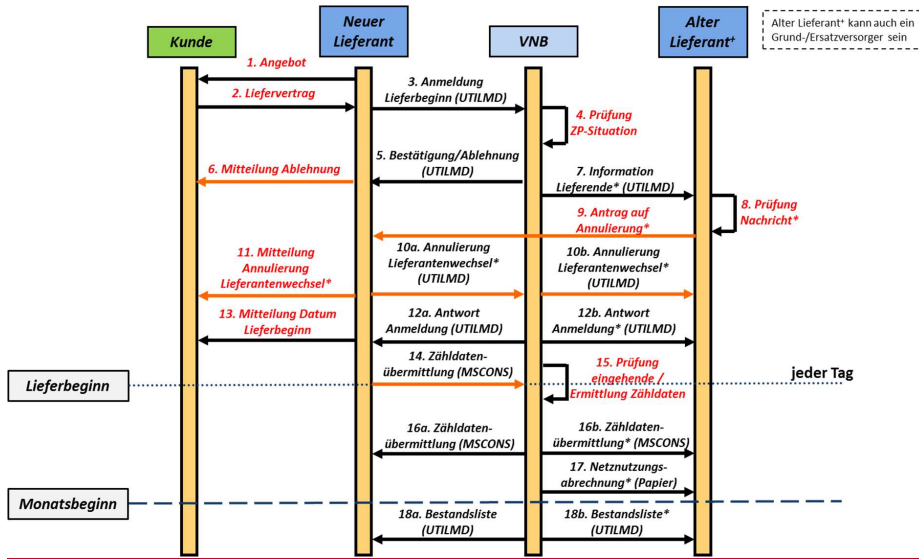 Kunde
Neuer
Lieferant
VNB
Alter
Lieferant⁺
Alter Lieferant⁺ kann auch ein
Grund-/Ersatzversorger sein
1. Angebot
2. Liefervertrag
3. Anmeldung
Lieferbeginn (UTILMD)
4. Prüfung
ZP-Situation
5. Bestätigung/Ablehnung
(UTILMD)
6. Mitteilung Ablehnung
7. Information
Lieferende* (UTILMD)
8. Prüfung
Nachricht*
9. Antrag auf
Annulierung*
10a. Annulierung
Lieferantenwechsel*
(UTILMD)
10b. Annulierung
Lieferantenwechsel*
(UTILMD)
11. Mitteilung
Annulierung
Lieferantenwechsel*
12a. Antwort
Anmeldung (UTILMD)
12b. Antwort
Anmeldung* (UTILMD)
13. Mitteilung Datum
Lieferbeginn
14. Zähldaten-
übermittlung (MSCONS)
15. Prüfung
eingehende /
Ermittlung Zähldaten
Lieferbeginn
jeder Tag
16a. Zähldaten-
übermittlung (MSCONS)
16b. Zähldaten-
übermittlung* (MSCONS)
17. Netznutzungs-
abrechnung* (Papier)
Monatsbeginn
18a. Bestandsliste
(UTILMD)
18b. Bestandsliste*
(UTILMD)